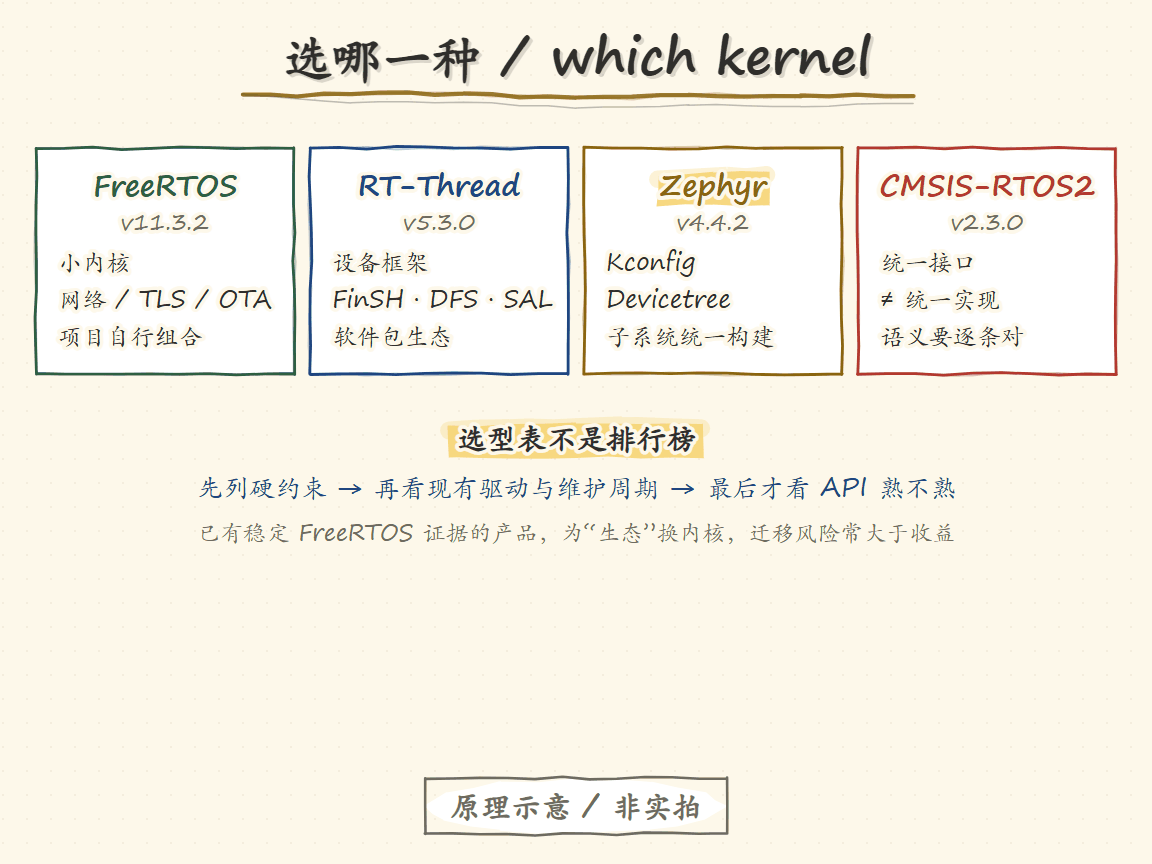 选哪一种 / which kernel
FreeRTOS
v11.3.2
小内核
网络 / TLS / OTA
项目自行组合
RT-Thread
v5.3.0
设备框架
FinSH · DFS · SAL
软件包生态
Zephyr
v4.4.2
Kconfig
Devicetree
子系统统一构建
CMSIS-RTOS2
v2.3.0
统一接口
≠ 统一实现
语义要逐条对
选型表不是排行榜
先列硬约束 → 再看现有驱动与维护周期 → 最后才看 API 熟不熟
已有稳定 FreeRTOS 证据的产品，为“生态”换内核，迁移风险常大于收益
原理示意 / 非实拍